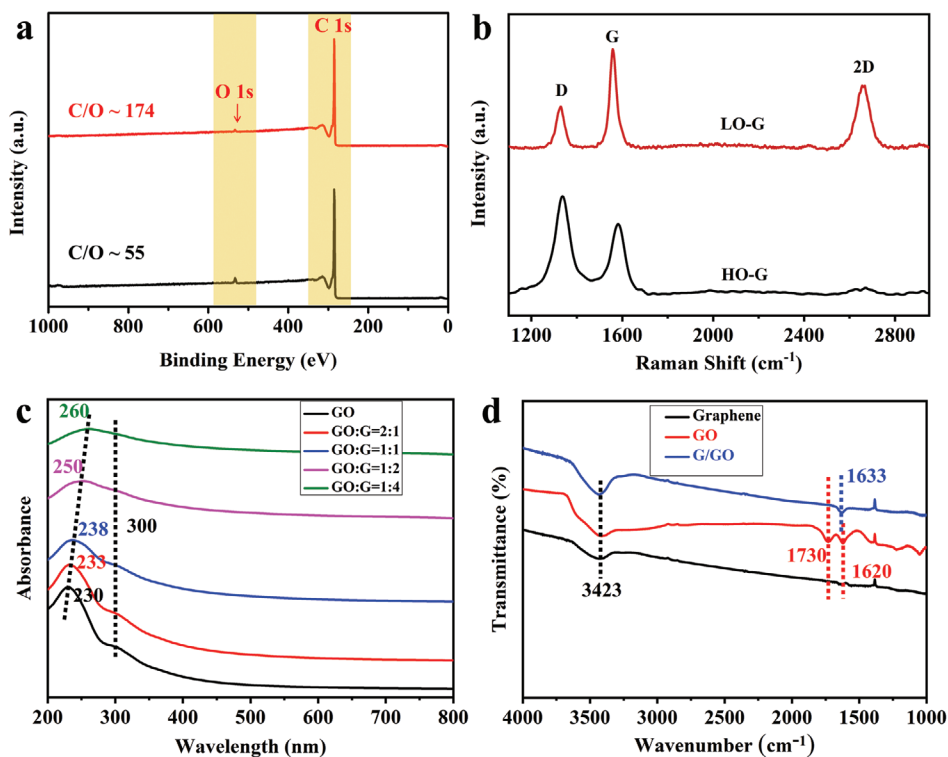 a
C 1s
O 1s
C/O ~ 174
C/O ~ 55
Intensity (a.u.)
1000 800 600 400 200 0
Binding Energy (eV)
b
G
D
2D
LO-G
HO-G
Intensity (a.u.)
1200 1600 2000 2400 2800
Raman Shift (cm⁻¹)
c
260
250
238
233
230
300
GO
GO:G=2:1
GO:G=1:1
GO:G=1:2
GO:G=1:4
Absorbance
200 300 400 500 600 700 800
Wavelength (nm)
d
Graphene
GO
G/GO
1633
1730
1620
3423
Transmittance (%)
4000 3500 3000 2500 2000 1500 1000
Wavenumber (cm⁻¹)